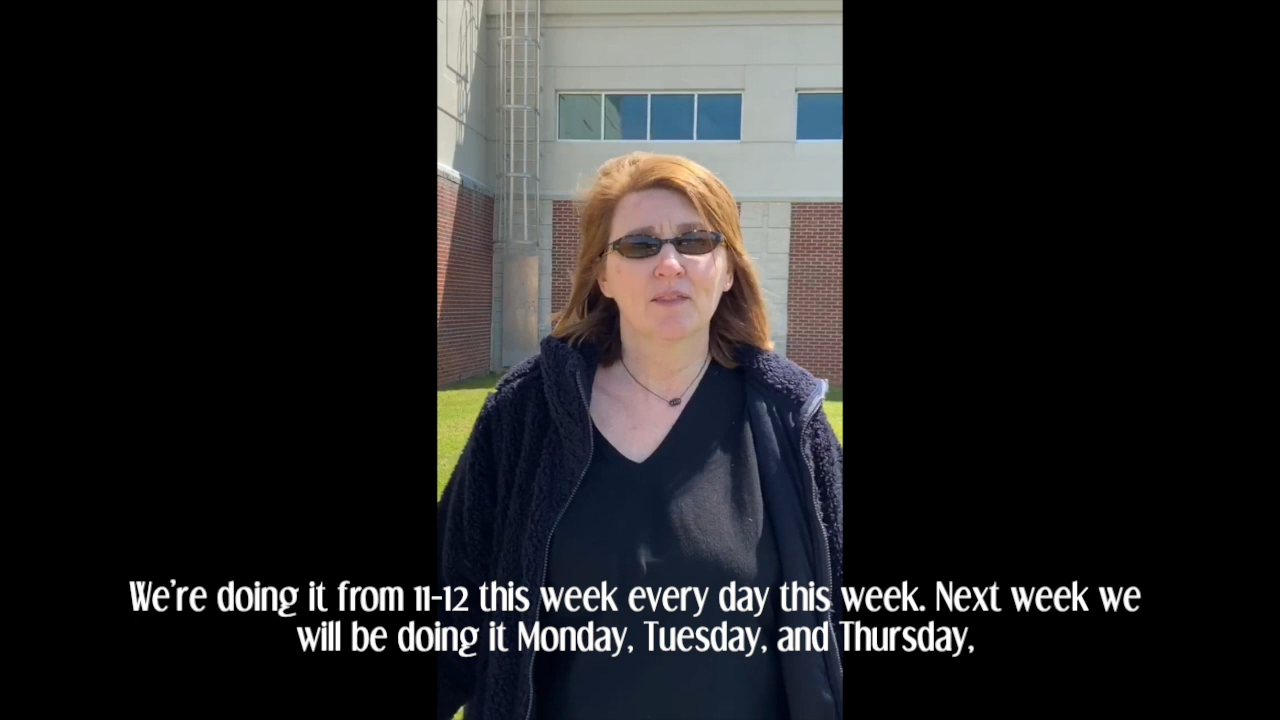 We're doing it from 11-12 this week every day this week. Next week we
will be doing it Monday, Tuesday, and Thursday,